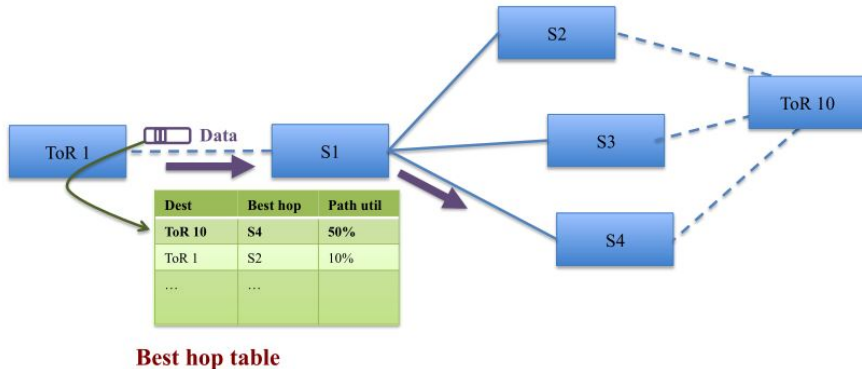 S2
ToR 10
Data
ToR 1
S1
S3
S4
Dest Best hop Path util
ToR 10 S4 50%
ToR 1 S2 10%
… …
Best hop table